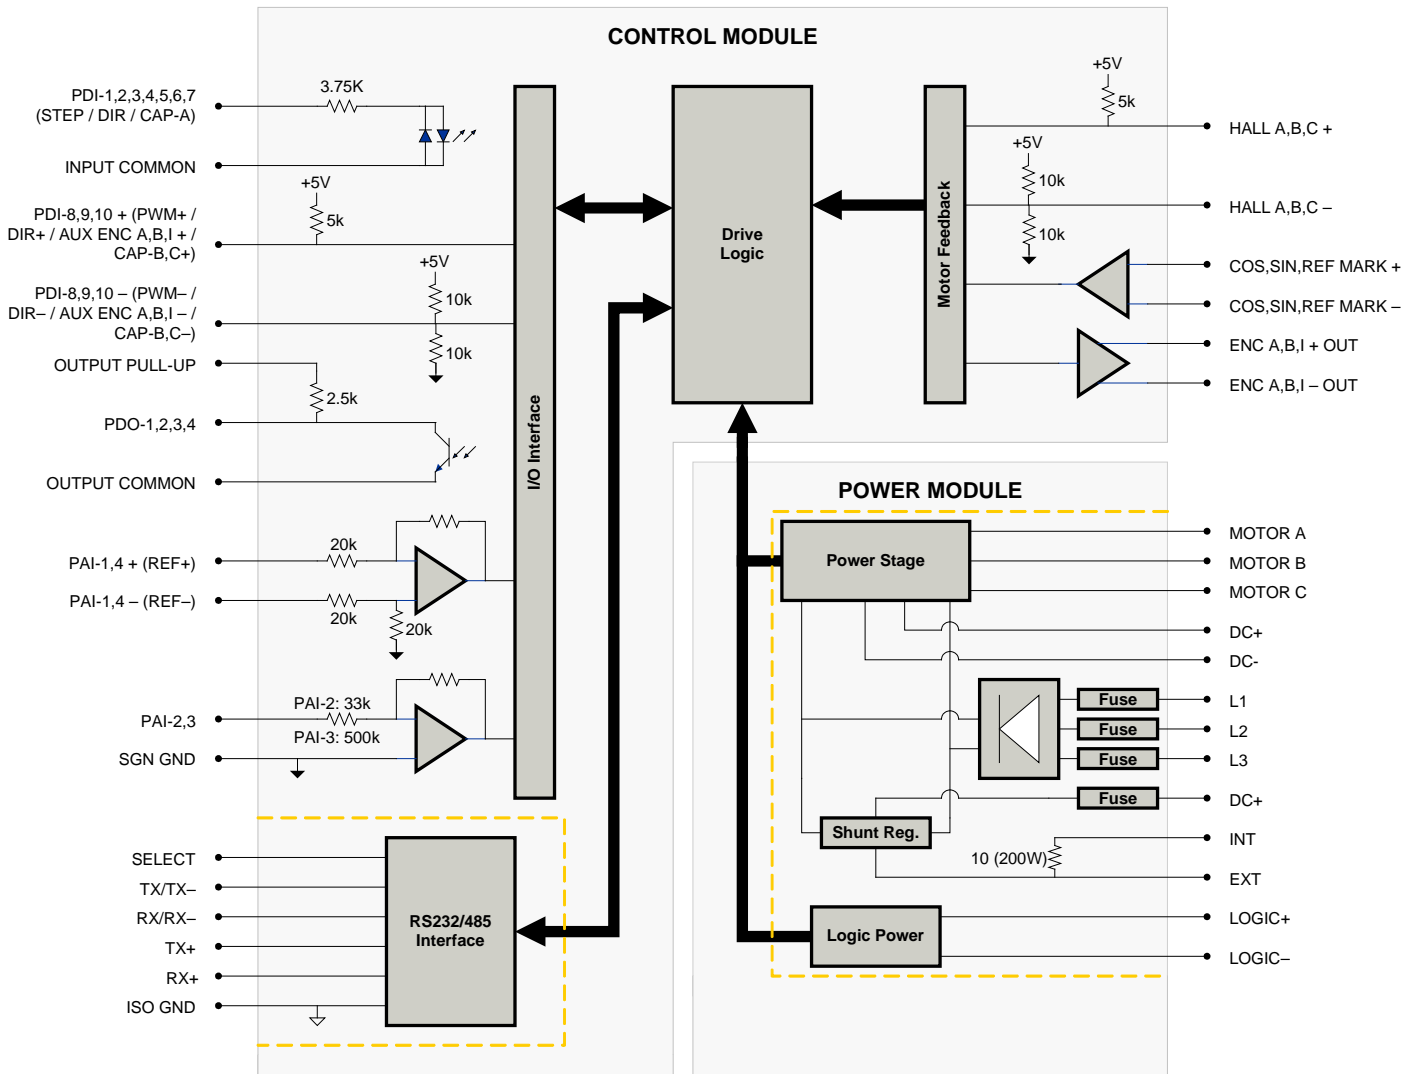 CONTROL MODULE
PDI-1,2,3,4,5,6,7
(STEP / DIR / CAP-A)
3.75K
INPUT COMMON
+5V
5k
PDI-8,9,10 + (PWM+ /
DIR+ / AUX ENC A,B,I + /
CAP-B,C+)
+5V
10k
10k
PDI-8,9,10 – (PWM– /
DIR– / AUX ENC A,B,I – /
CAP-B,C–)
OUTPUT PULL-UP
2.5k
PDO-1,2,3,4
OUTPUT COMMON
20k
PAI-1,4 + (REF+)
PAI-1,4 – (REF–)
20k
20k
PAI-2: 33k
PAI-2,3
PAI-3: 500k
SGN GND
I/O Interface
SELECT
TX/TX–
RX/RX–
TX+
RX+
ISO GND
RS232/485
Interface
Drive
Logic
Motor Feedback
+5V
5k
HALL A,B,C +
+5V
10k
HALL A,B,C –
10k
COS,SIN,REF MARK +
COS,SIN,REF MARK –
ENC A,B,I + OUT
ENC A,B,I – OUT
POWER MODULE
Power Stage
MOTOR A
MOTOR B
MOTOR C
DC+
DC-
Fuse
L1
Fuse
L2
Fuse
L3
Fuse
DC+
Shunt Reg.
INT
10 (200W)
EXT
Logic Power
LOGIC+
LOGIC–